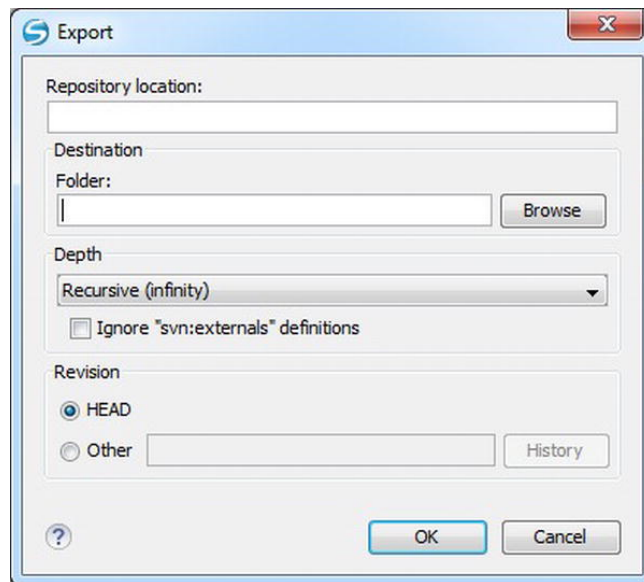 Export
Repository location:
Destination
Folder:
Browse
Depth
Recursive (infinity)
Ignore "svn:externals" definitions
Revision
HEAD
Other History
?
OK Cancel